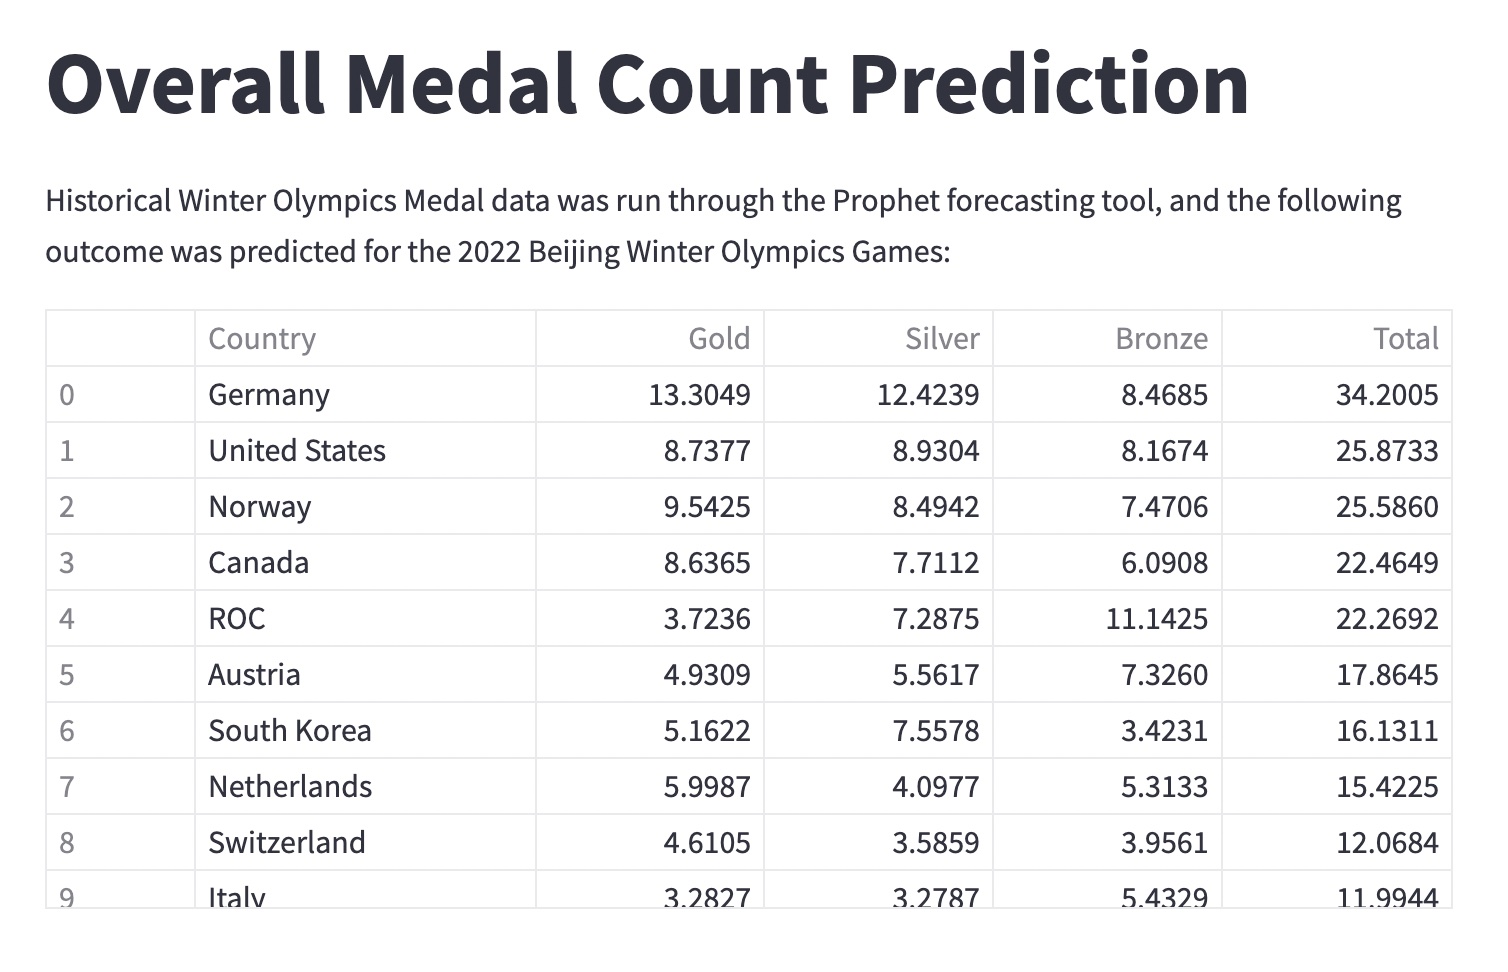 Overall Medal Count Prediction
Historical Winter Olympics Medal data was run through the Prophet forecasting tool, and the following
outcome was predicted for the 2022 Beijing Winter Olympics Games:
Country Gold Silver Bronze Total
0 Germany 13.3049 12.4239 8.4685 34.2005
1 United States 8.7377 8.9304 8.1674 25.8733
2 Norway 9.5425 8.4942 7.4706 25.5860
3 Canada 8.6365 7.7112 6.0908 22.4649
4 ROC 3.7236 7.2875 11.1425 22.2692
5 Austria 4.9309 5.5617 7.3260 17.8645
6 South Korea 5.1622 7.5578 3.4231 16.1311
7 Netherlands 5.9987 4.0977 5.3133 15.4225
8 Switzerland 4.6105 3.5859 3.9561 12.0684
9 Italy 3.2827 3.2787 5.4329 11.9944